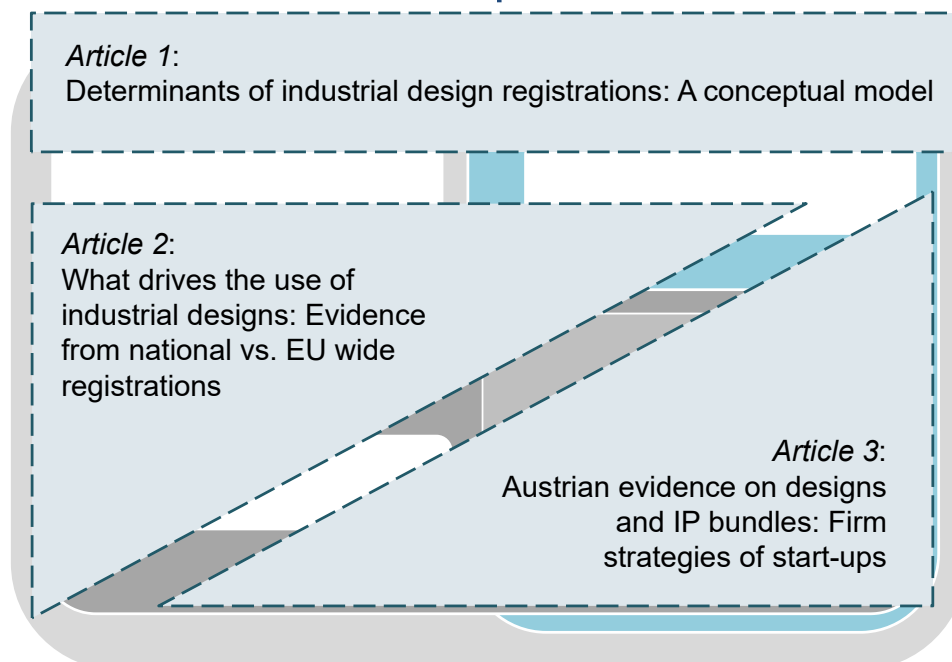 Article 1:
Determinants of industrial design registrations: A conceptual model
Article 2:
What drives the use of
industrial designs: Evidence
from national vs. EU wide
registrations
Article 3:
Austrian evidence on designs
and IP bundles: Firm
strategies of start-ups